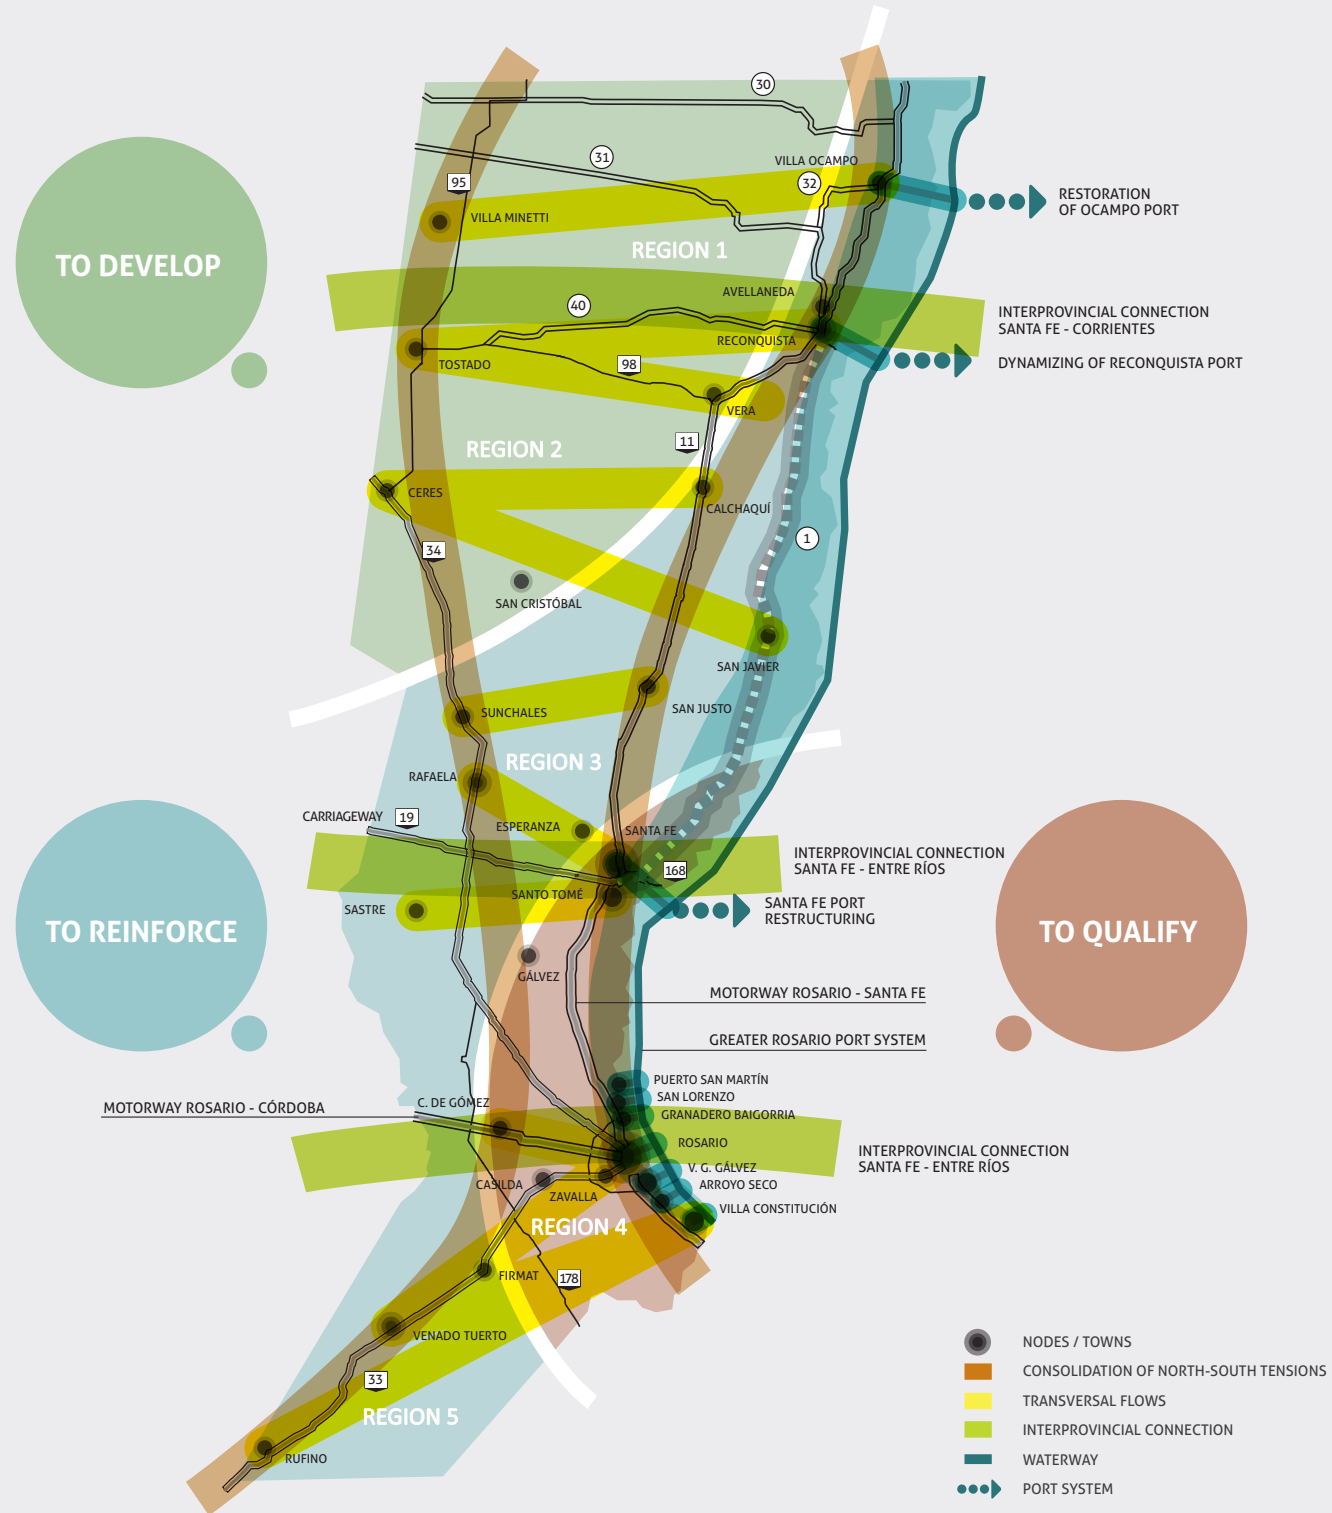 30
VILLA OCAMPO
31
95
32
RESTORATION
OF OCAMPO PORT
VILLA MINETTI
TO DEVELOP
REGION 1
AVELLANEDA
40
INTERPROVINCIAL CONNECTION
SANTA FE - CORRIENTES
RECONQUISTA
TOSTADO
98
DYNAMIZING OF RECONQUISTA PORT
VERA
11
REGION 2
CERES
CALCHAQUÍ
34
1
SAN CRISTÓBAL
SAN JAVIER
SUNCHALES
SAN JUSTO
REGION 3
RAFAELA
CARRIAGEWAY
19
ESPERANZA
SANTA FE
INTERPROVINCIAL CONNECTION
SANTA FE - ENTRE RÍOS
168
SANTO TOMÉ
SASTRE
SANTA FE PORT
RESTRUCTURING
TO REINFORCE
TO QUALIFY
GÁLVEZ
MOTORWAY ROSARIO - SANTA FE
GREATER ROSARIO PORT SYSTEM
PUERTO SAN MARTÍN
SAN LORENZO
C. DE GÓMEZ
MOTORWAY ROSARIO - CÓRDOBA
GRANADERO BAIGORRIA
ROSARIO
INTERPROVINCIAL CONNECTION
SANTA FE - ENTRE RÍOS
V. G. GÁLVEZ
CASILDA
ARROYO SECO
ZAVALLA
VILLA CONSTITUCIÓN
REGION 4
FIRMAT
178
VENADO TUERTO
33
REGION 5
RUFINO
NODES / TOWNS
CONSOLIDATION OF NORTH-SOUTH TENSIONS
TRANSVERSAL FLOWS
INTERPROVINCIAL CONNECTION
WATERWAY
PORT SYSTEM